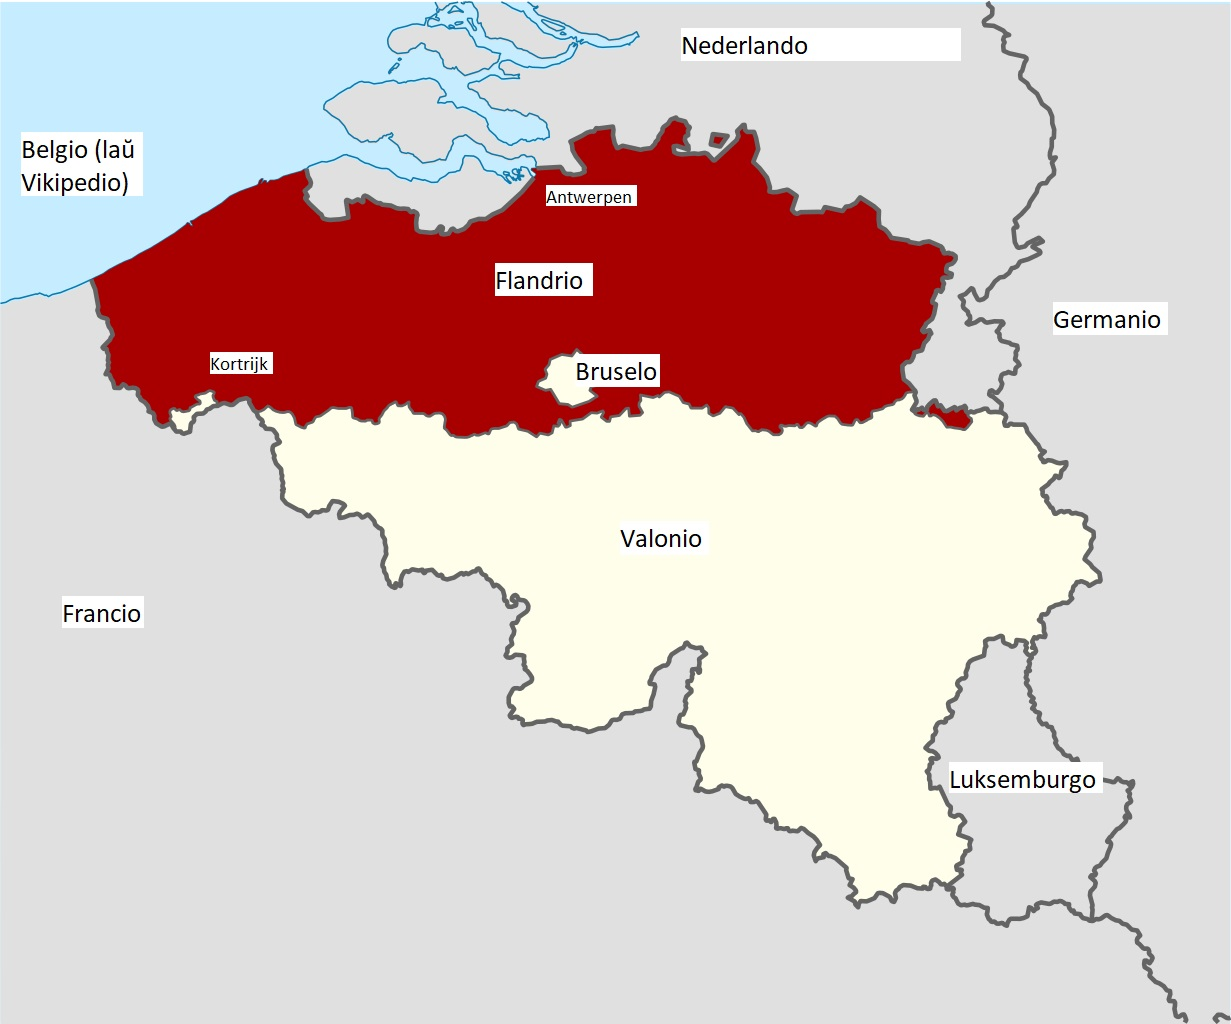 Nederlando
Belgio (laŭ
Vikipedio)
Antwerpen
Flandrio
Germanio
Kortrijk
Bruselo
Valonio
Francio
Luksemburgo